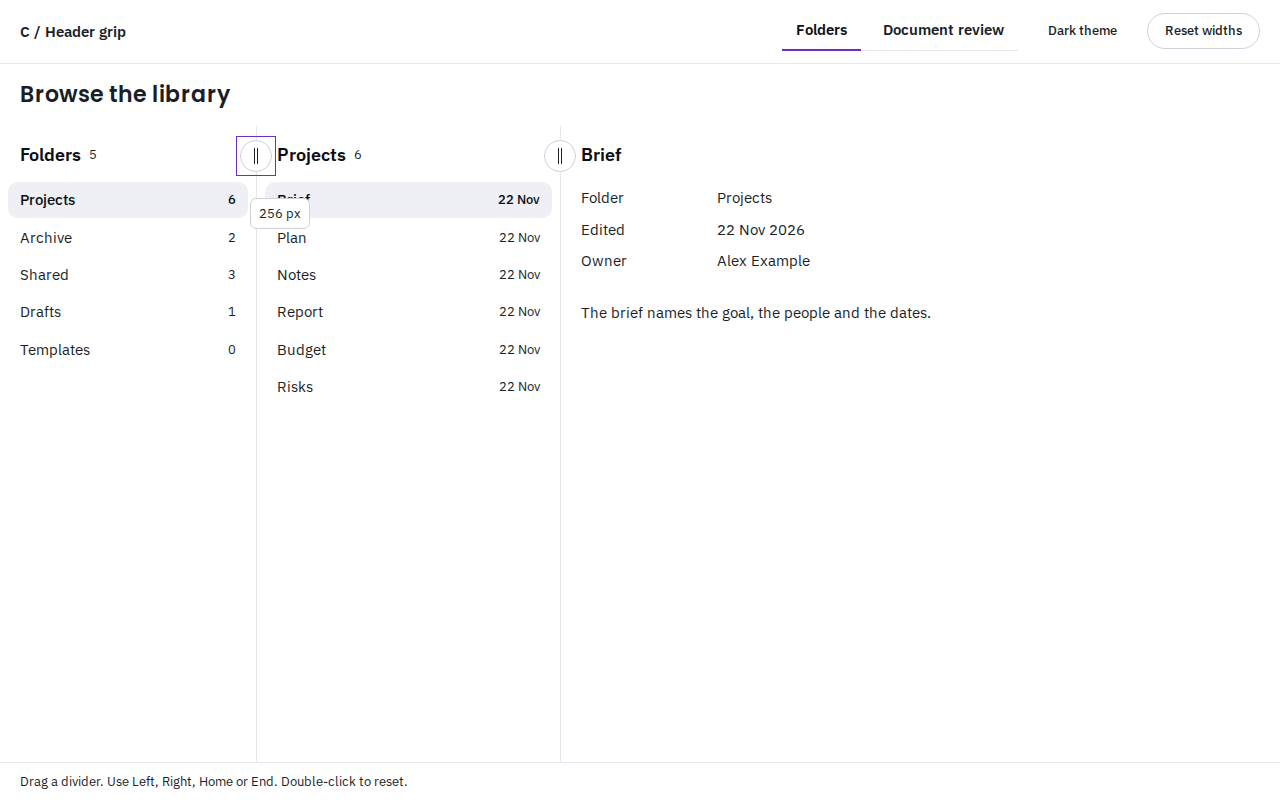 C / Header grip
Folders
Document review
Dark theme
Reset widths
Browse the library
Folders 5
Projects 6
Archive 2
Shared 3
Drafts 1
Templates 0
Projects 6
22 Nov
256 px
Plan 22 Nov
Notes 22 Nov
Report 22 Nov
Budget 22 Nov
Risks 22 Nov
Brief
Folder Projects
Edited 22 Nov 2026
Owner Alex Example
The brief names the goal, the people and the dates.
Drag a divider. Use Left, Right, Home or End. Double-click to reset.